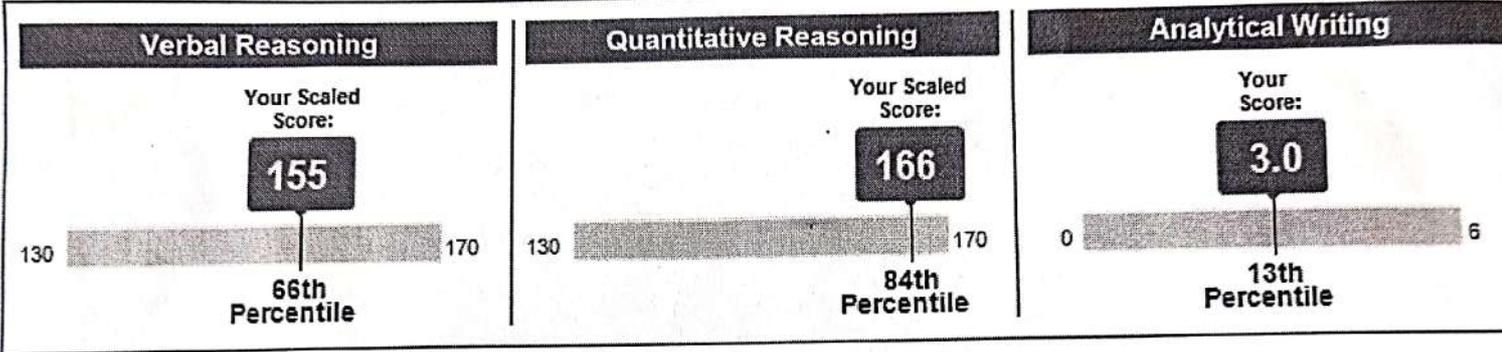 Verbal Reasoning
Your Scaled
Score:
155
130
170
66th
Percentile
Quantitative Reasoning
Your Scaled
Score:
166
130
170
84th
Percentile
Analytical Writing
Your
Score:
3.0
0
6
13th
Percentile